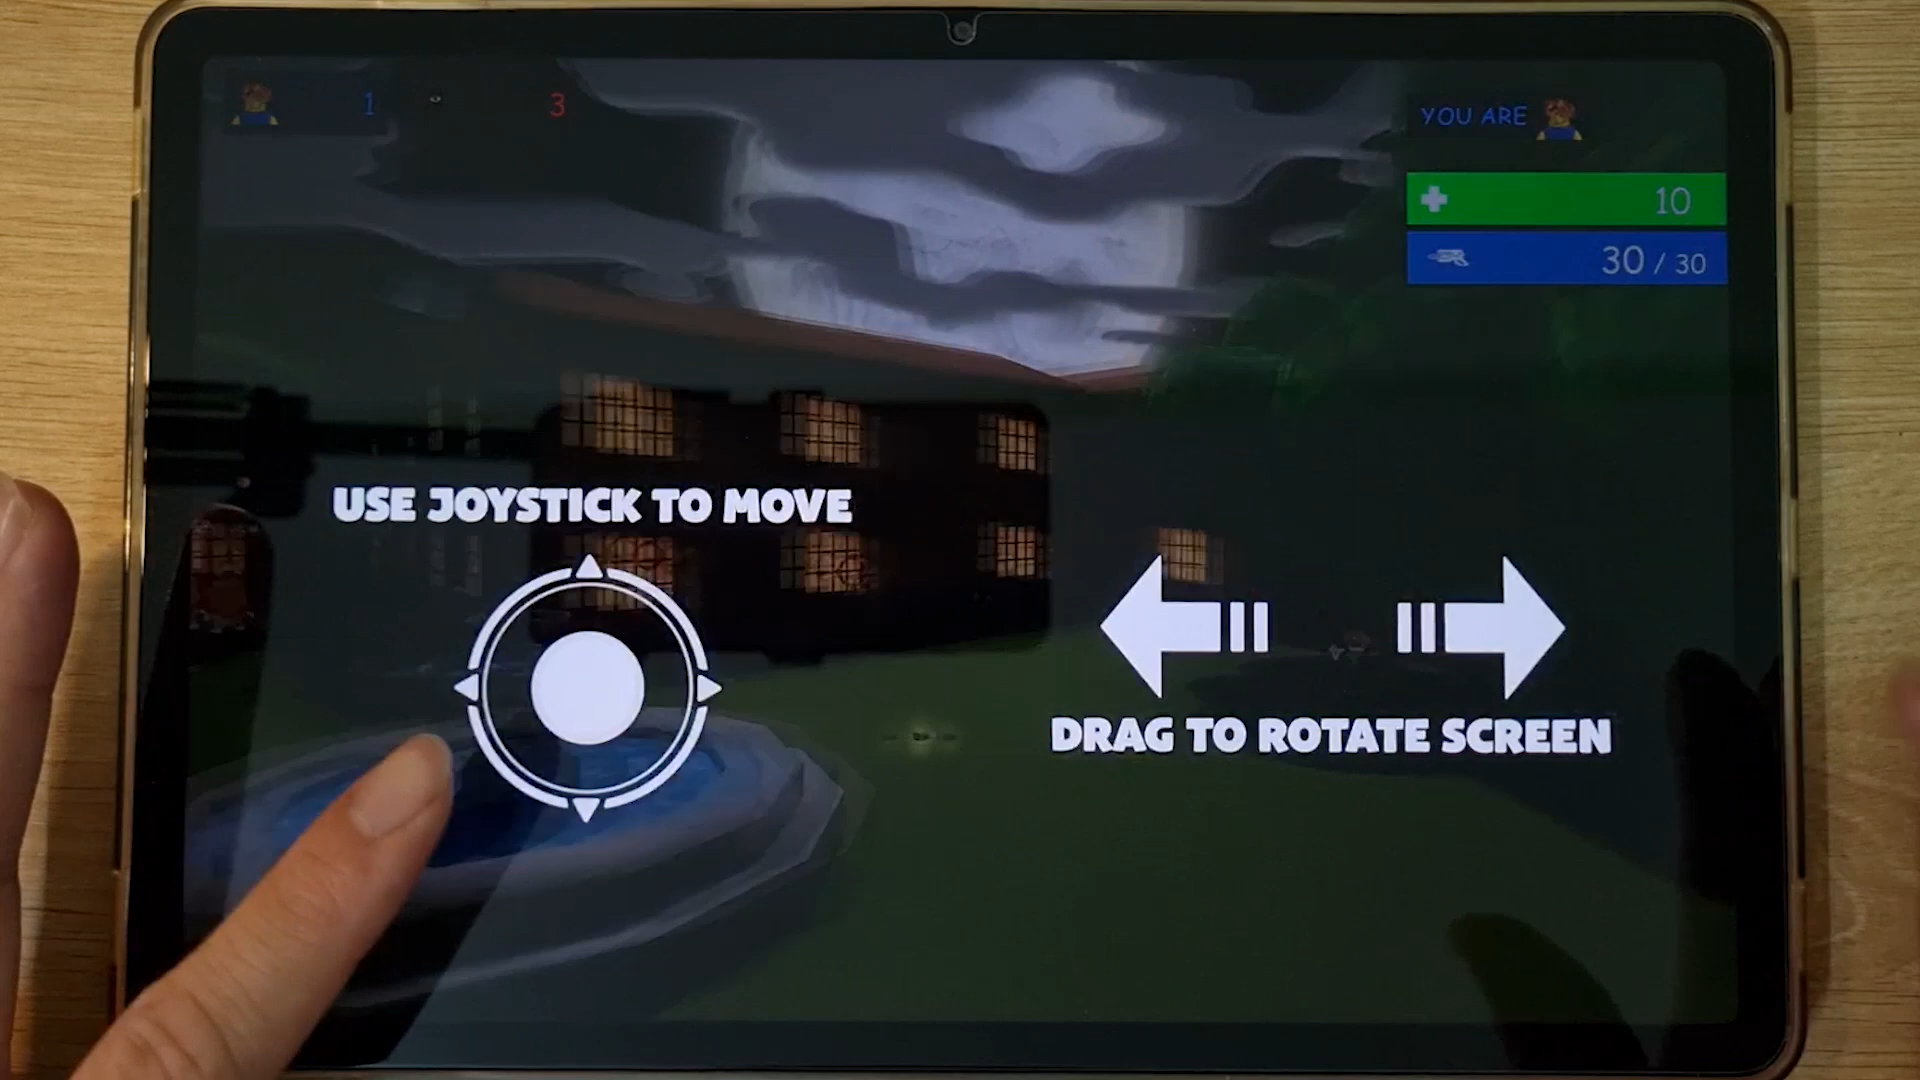 1
3
YOU ARE
10
30 / 30
USE JOYSTICK TO MOVE
DRAG TO ROTATE SCREEN